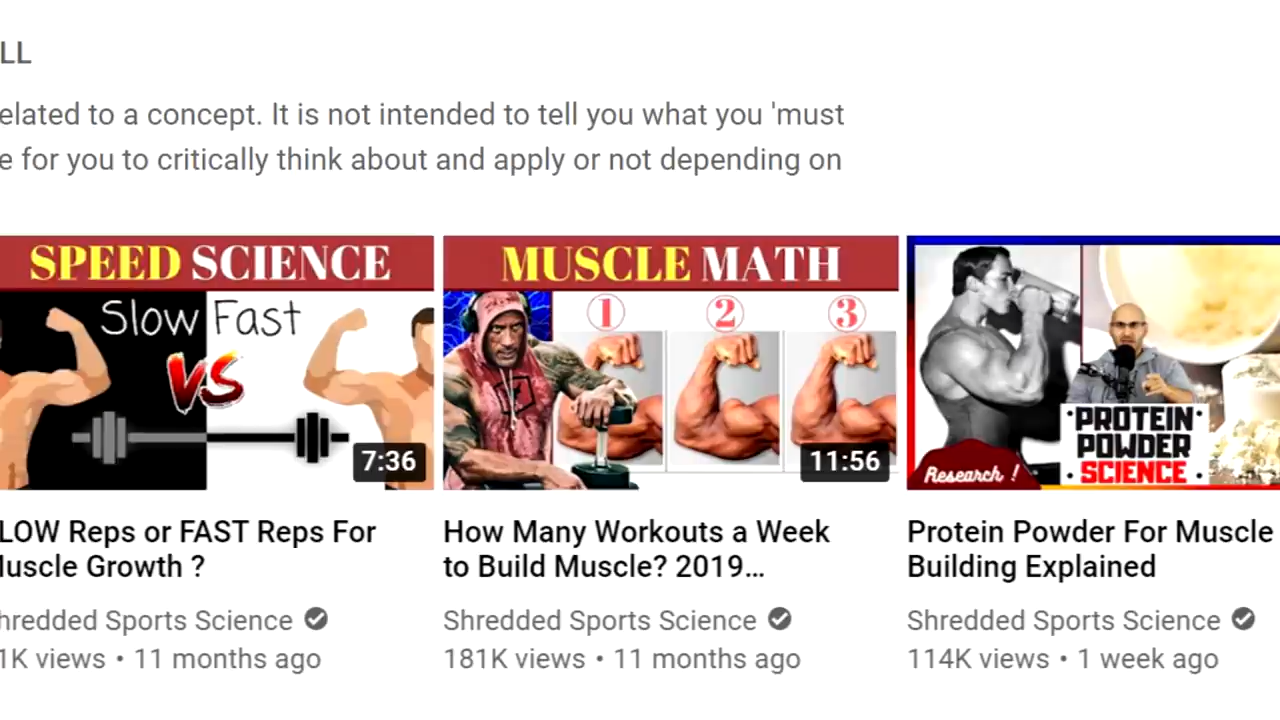 LL
elated to a concept. It is not intended to tell you what you 'must
e for you to critically think about and apply or not depending on
SPEED SCIENCE
Slow Fast
VS
7:36
MUSCLE MATH
1 2 3
11:56
PROTEIN
POWDER
SCIENCE
Research !
LOW Reps or FAST Reps For
uscle Growth ?
hredded Sports Science
1K views • 11 months ago
How Many Workouts a Week
to Build Muscle? 2019...
Shredded Sports Science
181K views • 11 months ago
Protein Powder For Muscle
Building Explained
Shredded Sports Science
114K views • 1 week ago